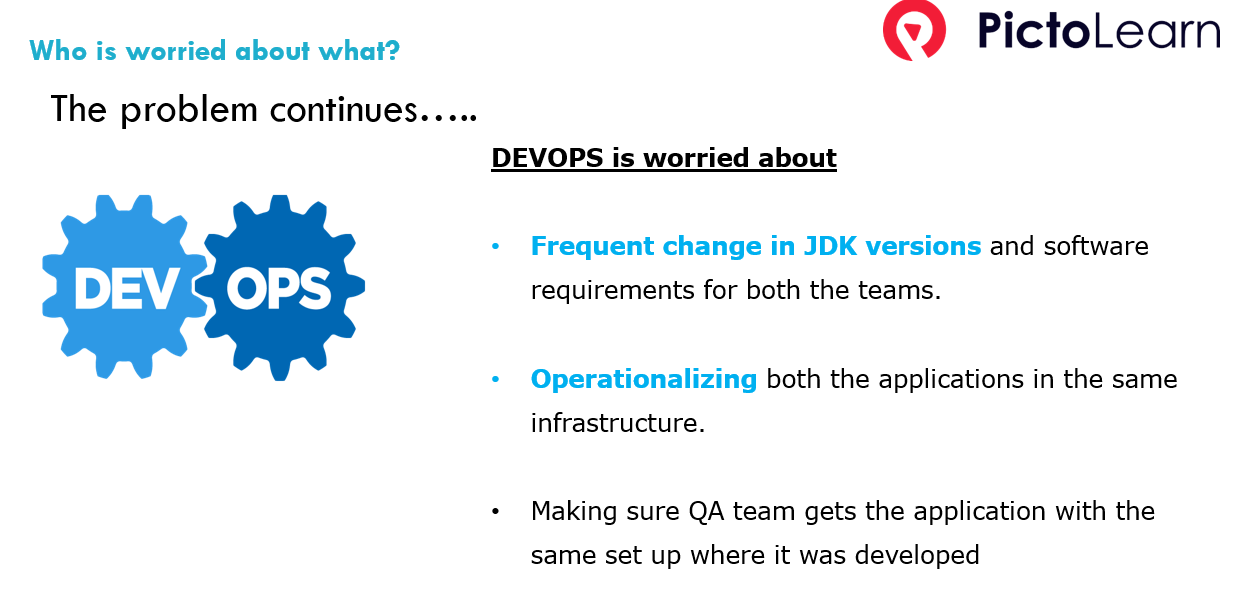 PictoLearn
Who is worried about what?
The problem continues.....
DEVOPS is worried about
DEV OPS
• Frequent change in JDK versions and software
requirements for both the teams.
• Operationalizing both the applications in the same
infrastructure.
• Making sure QA team gets the application with the
same set up where it was developed